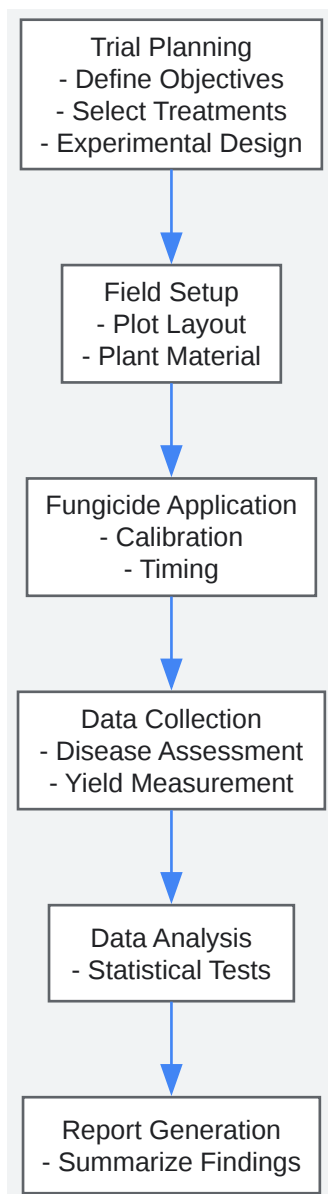 Trial Planning
- Define Objectives
- Select Treatments
- Experimental Design
Field Setup
- Plot Layout
- Plant Material
Fungicide Application
- Calibration
- Timing
Data Collection
- Disease Assessment
- Yield Measurement
Data Analysis
- Statistical Tests
Report Generation
- Summarize Findings